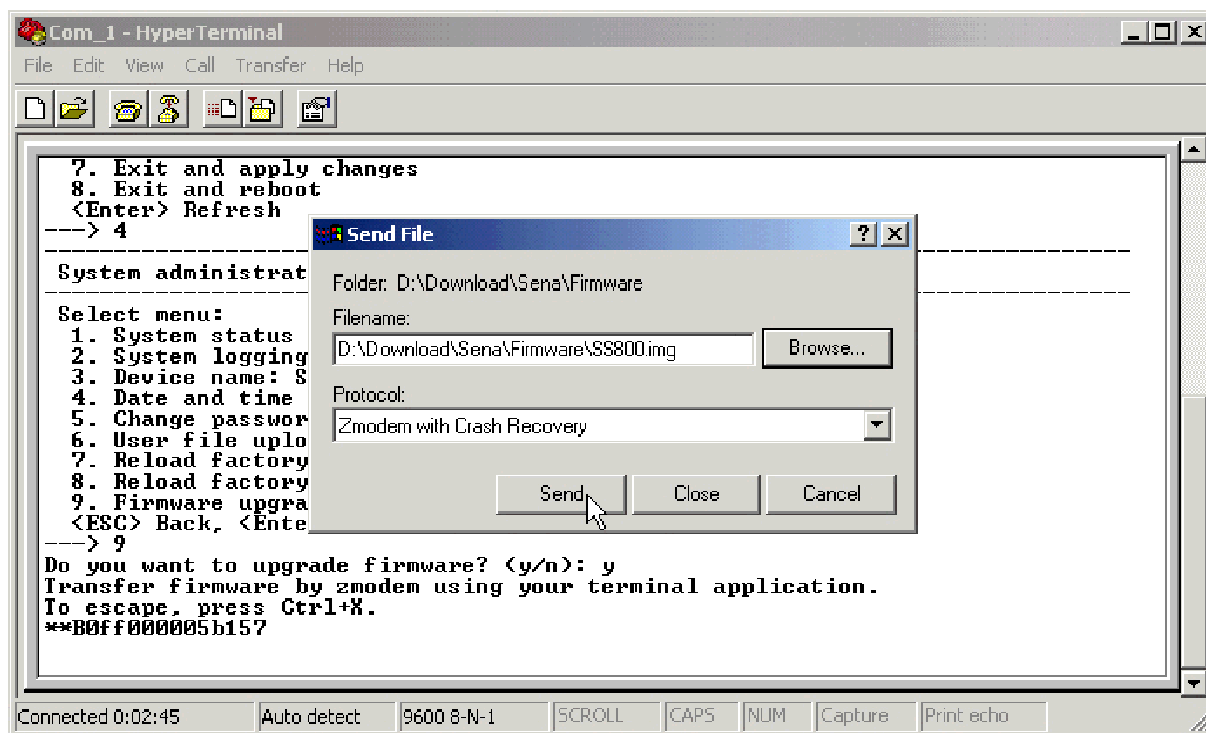 Com_1 - HyperTerminal
File Edit View Call Transfer Help
7. Exit and apply changes
8. Exit and reboot
<Enter> Refresh
---> 4
System administrat
Select menu:
1. System status
2. System logging
3. Device name: S
4. Date and time
5. Change passwor
6. User file uplo
7. Reload factory
8. Reload factory
9. Firmware upgra
<ESC> Back, <Ente
---> 9
Do you want to upgrade firmware? (y/n): y
Transfer firmware by zmodem using your terminal application.
To escape, press Ctrl+X.
**B0ff000005b157
Send File
Folder: D:\Download\Sena\Firmware
Filename:
D:\Download\Sena\Firmware\SS800.img
Browse...
Protocol:
Zmodem with Crash Recovery
Send Close Cancel
Connected 0:02:45 Auto detect 9600 8-N-1 SCROLL CAPS NUM Capture Print echo